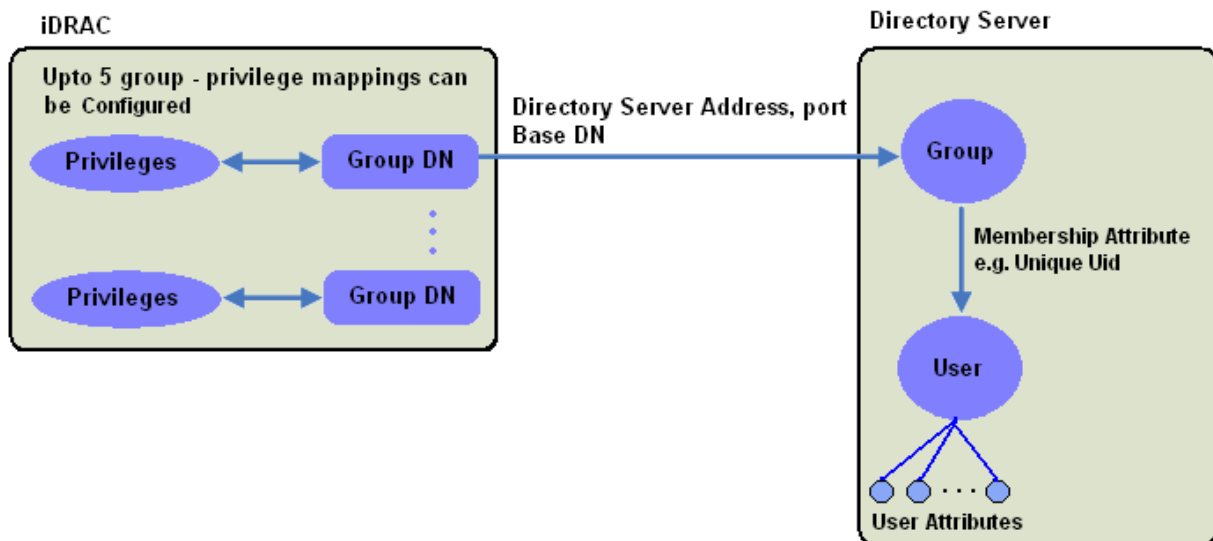 iDRAC
Upto 5 group - privilege mappings can
be Configured
Privileges
Group DN
Privileges
Group DN
Directory Server Address, port
Base DN
Directory Server
Group
Membership Attribute
e.g. Unique Uid
User
User Attributes